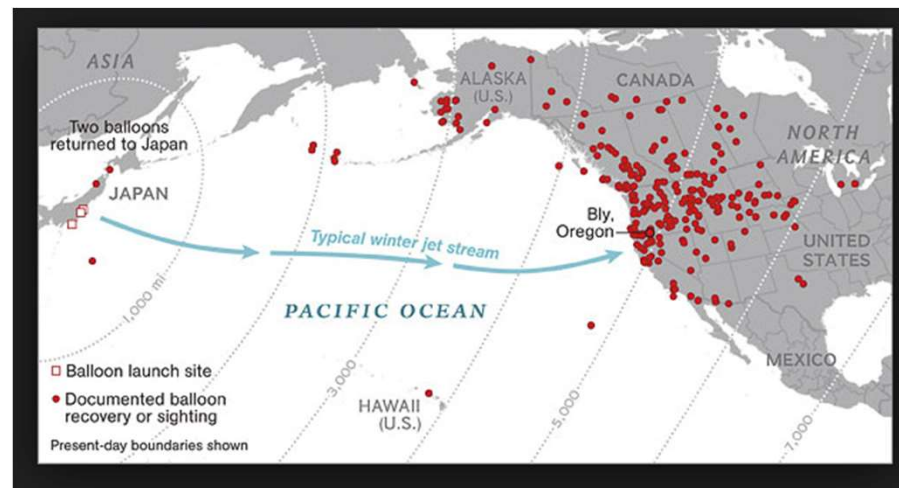 ASIA
ALASKA
(U.S.)
CANADA
Two balloons
returned to Japan
NORTH
AMERICA
JAPAN
Bly,
Oregon
Typical winter jet stream
UNITED
STATES
1,000 mi
PACIFIC OCEAN
MEXICO
Balloon launch site
3,000
Documented balloon
recovery or sighting
HAWAII
(U.S.)
5,000
7,000
Present-day boundaries shown